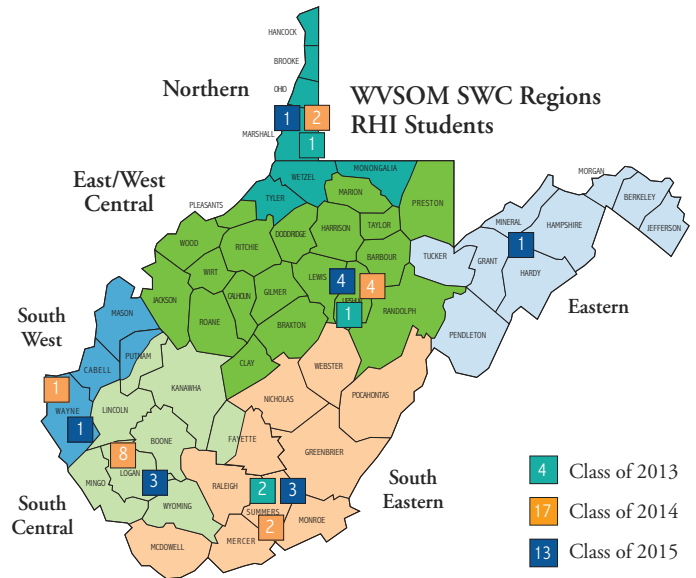 HANCOCK
BROOKE
OHIO
Northern
WVSOM SWC Regions
RHI Students
1
2
MARSHALL
1
East/West
Central
WETZEL
MONONGALIA
TYLER
MARION
PRESTON
MORGAN
BERKELEY
JEFFERSON
PLEASANTS
DODDRIDGE
HARRISON
TAYLOR
MINERAL
HAMPSHIRE
WOOD
RITCHIE
BARBOUR
TUCKER
GRANT
1
HARDY
WIRT
LEWIS
4
4
UPSHUR
1
Eastern
JACKSON
CALHOUN
GILMER
RANDOLPH
ROANE
BRAXTON
PENDLETON
South
West
MASON
PUTNAM
CLAY
WEBSTER
CABELL
KANAWHA
POCAHONTAS
1
WAYNE
1
LINCOLN
NICHOLAS
BOONE
FAYETTE
GREENBRIER
8
LOGAN
3
MINGO
RALEIGH
2
3
SUMMERS
2
South
Eastern
South
Central
WYOMING
MONROE
MERCER
MCDOWELL
4 Class of 2013
17 Class of 2014
13 Class of 2015